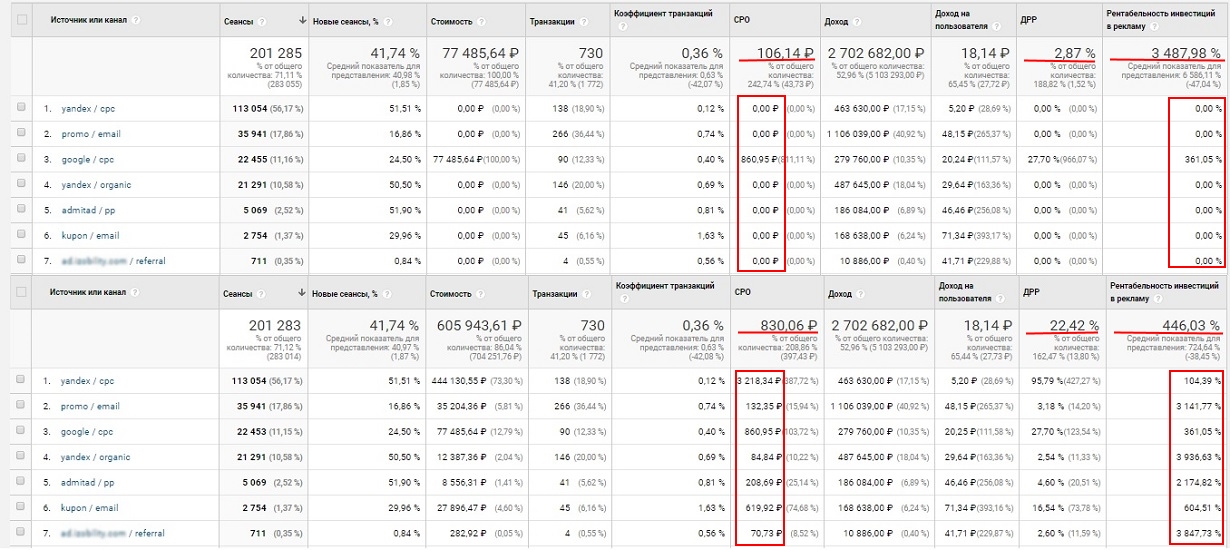 Источник или канал ? Сеансы ? Новые сеансы, % ? Стоимость ? Транзакции ? Коэффициент транзакций ? CPO Доход ? Доход на пользователя ? ДРР Рентабельность инвестиций в рекламу ?
201 285 41,74 % 77 485,64 ₽ 730 0,36 % 106,14 ₽ 2 702 682,00 ₽ 18,14 ₽ 2,87 % 3 487,98 %
% от общего количества: 71,11 % (283 055) Средний показатель для представления: 40,98 % (1,85 %) % от общего количества: 100,00 % (77 485,64 ₽) % от общего количества: 41,20 % (1 772) Средний показатель для представления: 0,63 % (-42,07 %) % от общего количества: 242,74 % (43,73 ₽) % от общего количества: 52,96 % (5 103 293,00 ₽) % от общего количества: 65,45 % (27,72 ₽) % от общего количества: 188,82 % (1,52 %) Средний показатель для представления: 6 586,11 % (-47,04 %)
1. yandex / cpc 113 054 (56,17 %) 51,51 % 0,00 ₽ (0,00 %) 138 (18,90 %) 0,12 % 0,00 ₽ (0,00 %) 463 630,00 ₽ (17,15 %) 5,20 ₽ (28,69 %) 0,00 % (0,00 %) 0,00 %
2. promo / email 35 941 (17,86 %) 16,86 % 0,00 ₽ (0,00 %) 266 (36,44 %) 0,74 % 0,00 ₽ (0,00 %) 1 106 039,00 ₽ (40,92 %) 48,15 ₽ (265,37 %) 0,00 % (0,00 %) 0,00 %
3. google / cpc 22 455 (11,16 %) 24,50 % 77 485,64 ₽ (100,00 %) 90 (12,33 %) 0,40 % 860,95 ₽ (811,11 %) 279 760,00 ₽ (10,35 %) 20,24 ₽ (111,57 %) 27,70 % (966,07 %) 361,05 %
4. yandex / organic 21 291 (10,58 %) 50,50 % 0,00 ₽ (0,00 %) 146 (20,00 %) 0,69 % 0,00 ₽ (0,00 %) 487 645,00 ₽ (18,04 %) 29,64 ₽ (163,36 %) 0,00 % (0,00 %) 0,00 %
5. admitad / pp 5 069 (2,52 %) 51,90 % 0,00 ₽ (0,00 %) 41 (5,62 %) 0,81 % 0,00 ₽ (0,00 %) 186 084,00 ₽ (6,89 %) 46,46 ₽ (256,08 %) 0,00 % (0,00 %) 0,00 %
6. kupon / email 2 754 (1,37 %) 29,96 % 0,00 ₽ (0,00 %) 45 (6,16 %) 1,63 % 0,00 ₽ (0,00 %) 168 638,00 ₽ (6,24 %) 71,34 ₽ (393,17 %) 0,00 % (0,00 %) 0,00 %
7. / referral 711 (0,35 %) 0,84 % 0,00 ₽ (0,00 %) 4 (0,55 %) 0,56 % 0,00 ₽ (0,00 %) 10 886,00 ₽ (0,40 %) 41,71 ₽ (229,88 %) 0,00 % (0,00 %) 0,00 %
Источник или канал ? Сеансы ? Новые сеансы, % ? Стоимость ? Транзакции ? Коэффициент транзакций ? CPO Доход ? Доход на пользователя ? ДРР Рентабельность инвестиций в рекламу ?
201 283 41,74 % 605 943,61 ₽ 730 0,36 % 830,06 ₽ 2 702 682,00 ₽ 18,14 ₽ 22,42 % 446,03 %
% от общего количества: 71,12 % (283 014) Средний показатель для представления: 40,97 % (1,87 %) % от общего количества: 86,04 % (704 251,76 ₽) % от общего количества: 41,20 % (1 772) Средний показатель для представления: 0,63 % (-42,08 %) % от общего количества: 208,86 % (397,43 ₽) % от общего количества: 52,96 % (5 103 293,00 ₽) % от общего количества: 65,44 % (27,73 ₽) % от общего количества: 162,47 % (13,80 %) Средний показатель для представления: 724,64 % (-38,45 %)
1. yandex / cpc 113 054 (56,17 %) 51,51 % 444 130,55 ₽ (73,30 %) 138 (18,90 %) 0,12 % 3 218,34 ₽ (387,72 %) 463 630,00 ₽ (17,15 %) 5,20 ₽ (28,69 %) 95,79 % (427,27 %) 104,39 %
2. promo / email 35 941 (17,86 %) 16,86 % 35 204,36 ₽ (5,81 %) 266 (36,44 %) 0,74 % 132,35 ₽ (15,94 %) 1 106 039,00 ₽ (40,92 %) 48,15 ₽ (265,37 %) 3,18 % (14,20 %) 3 141,77 %
3. google / cpc 22 453 (11,15 %) 24,50 % 77 485,64 ₽ (12,79 %) 90 (12,33 %) 0,40 % 860,95 ₽ (103,72 %) 279 760,00 ₽ (10,35 %) 20,25 ₽ (111,58 %) 27,70 % (123,54 %) 361,05 %
4. yandex / organic 21 291 (10,58 %) 50,50 % 12 387,36 ₽ (2,04 %) 146 (20,00 %) 0,69 % 84,84 ₽ (10,22 %) 487 645,00 ₽ (18,04 %) 29,64 ₽ (163,36 %) 2,54 % (11,33 %) 3 936,63 %
5. admitad / pp 5 069 (2,52 %) 51,90 % 8 556,31 ₽ (1,41 %) 41 (5,62 %) 0,81 % 208,69 ₽ (25,14 %) 186 084,00 ₽ (6,89 %) 46,46 ₽ (256,08 %) 4,60 % (20,51 %) 2 174,82 %
6. kupon / email 2 754 (1,37 %) 29,96 % 27 896,47 ₽ (4,60 %) 45 (6,16 %) 1,63 % 619,92 ₽ (74,68 %) 168 638,00 ₽ (6,24 %) 71,34 ₽ (393,16 %) 16,54 % (73,78 %) 604,51 %
7. / referral 711 (0,35 %) 0,84 % 282,92 ₽ (0,05 %) 4 (0,55 %) 0,56 % 70,73 ₽ (8,52 %) 10 886,00 ₽ (0,40 %) 41,71 ₽ (229,87 %) 2,60 % (11,59 %) 3 847,73 %